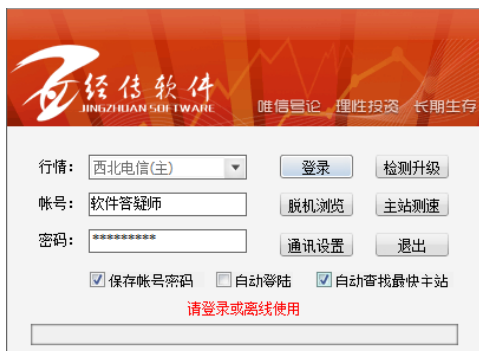 经传软件
JINGZHUAN SOFTWARE
唯信号论 理性投资 长期生存
行情： 西北电信(主) 登录 检测升级
帐号： 软件答疑师 脱机浏览 主站测速
密码： ********* 通讯设置 退出
保存帐号密码 自动登陆 自动查找最快主站
请登录或离线使用